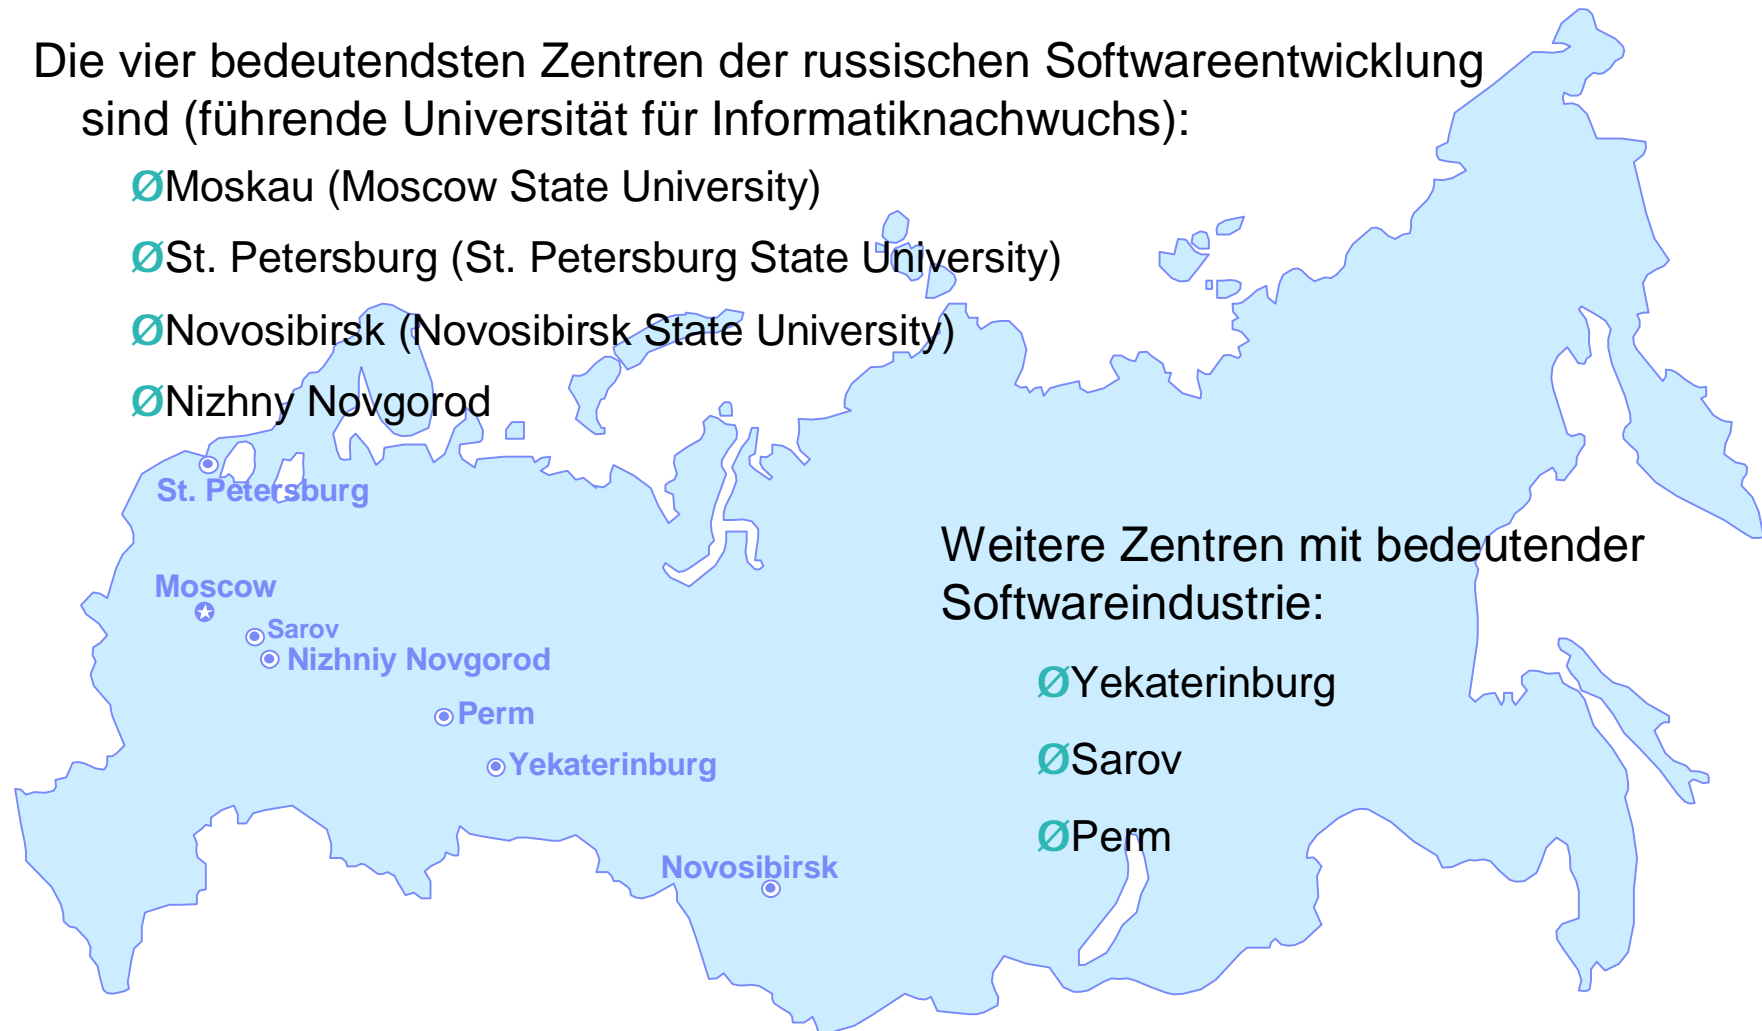 Die vier bedeutendsten Zentren der russischen Softwareentwicklung
sind (führende Universität für Informatiknachwuchs):
ØMoskau (Moscow State University)
ØSt. Petersburg (St. Petersburg State University)
ØNovosibirsk (Novosibirsk State University)
ØNizhny Novgorod
St. Petersburg
Moscow
Sarov
Nizhniy Novgorod
Perm
Yekaterinburg
Novosibirsk
Weitere Zentren mit bedeutender
Softwareindustrie:
ØYekaterinburg
ØSarov
ØPerm